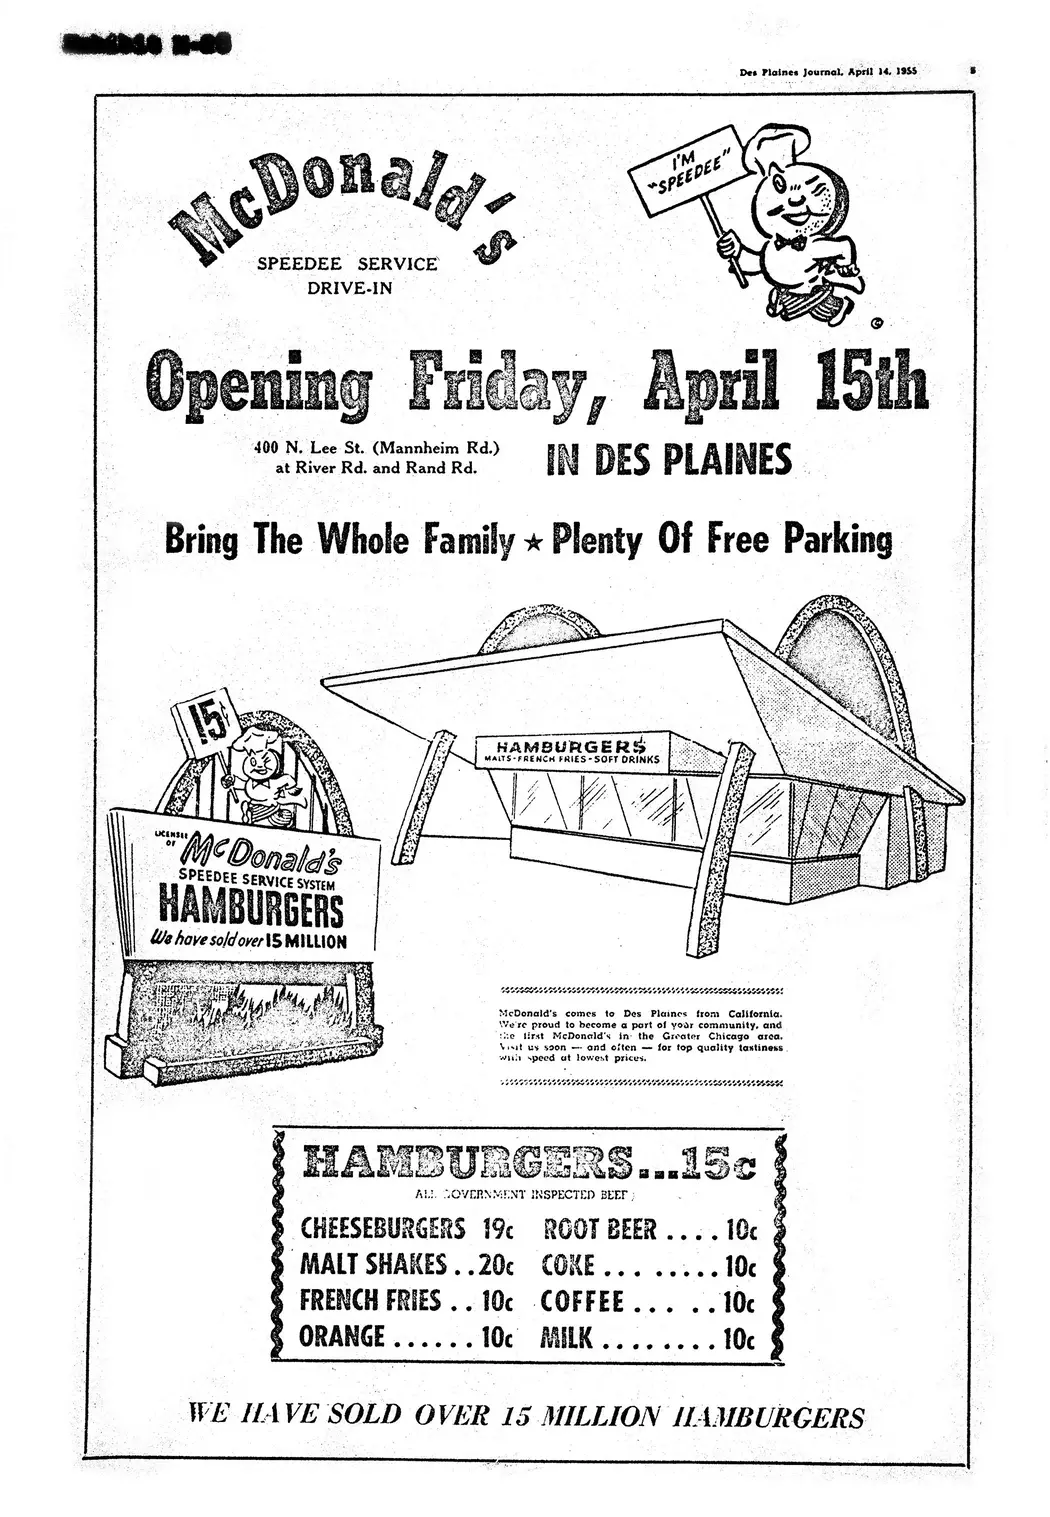 Des Plaines Journal, April 14, 1955 5
McDonald's
SPEEDEE SERVICE
DRIVE-IN
I'M
"SPEEDEE"
©
Opening Friday, April 15th
400 N. Lee St. (Mannheim Rd.)
at River Rd. and Rand Rd.
IN DES PLAINES
Bring The Whole Family ★ Plenty Of Free Parking
HAMBURGERS
MALTS-FRENCH FRIES-SOFT DRINKS
15¢
LICENSEE
OF
McDonald's
SPEEDEE SERVICE SYSTEM
HAMBURGERS
We have sold over 15 MILLION
McDonald's comes to Des Plaines from California.
We're proud to become a part of your community, and
the first McDonald's in the Greater Chicago area.
Visit us soon — and often — for top quality tastiness
with speed at lowest prices.
HAMBURGERS...15c
ALL GOVERNMENT INSPECTED BEEF
CHEESEBURGERS 19c ROOT BEER .... 10c
MALT SHAKES .. 20c COKE ... ..... 10c
FRENCH FRIES .. 10c COFFEE ... .. 10c
ORANGE ...... 10c MILK ........ 10c
WE HAVE SOLD OVER 15 MILLION HAMBURGERS